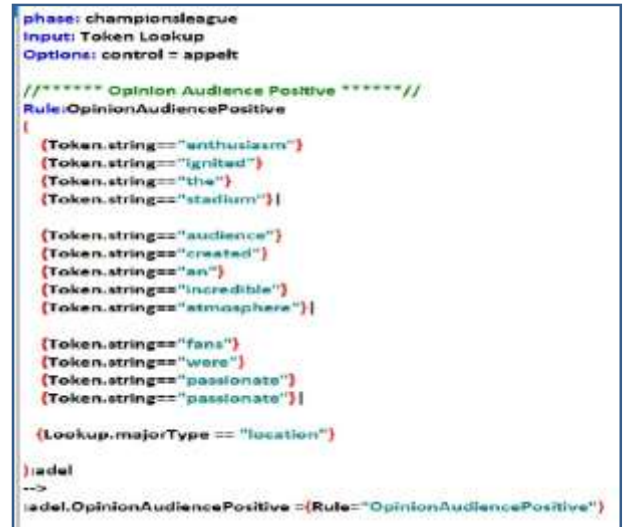 phase: championsleague
Input: Token Lookup
Options: control = appelt
//****** Opinion Audience Positive ******//
Rule:OpinionAudiencePositive
(
{Token.string=="enthusiasm"}
{Token.string=="ignited"}
{Token.string=="the"}
{Token.string=="stadium"}|
{Token.string=="audience"}
{Token.string=="created"}
{Token.string=="an"}
{Token.string=="incredible"}
{Token.string=="atmosphere"}|
{Token.string=="fans"}
{Token.string=="were"}
{Token.string=="passionate"}
{Token.string=="passionate"}|
{Lookup.majorType == "location"}
):adel
-->
:adel.OpinionAudiencePositive ={Rule="OpinionAudiencePositive"}